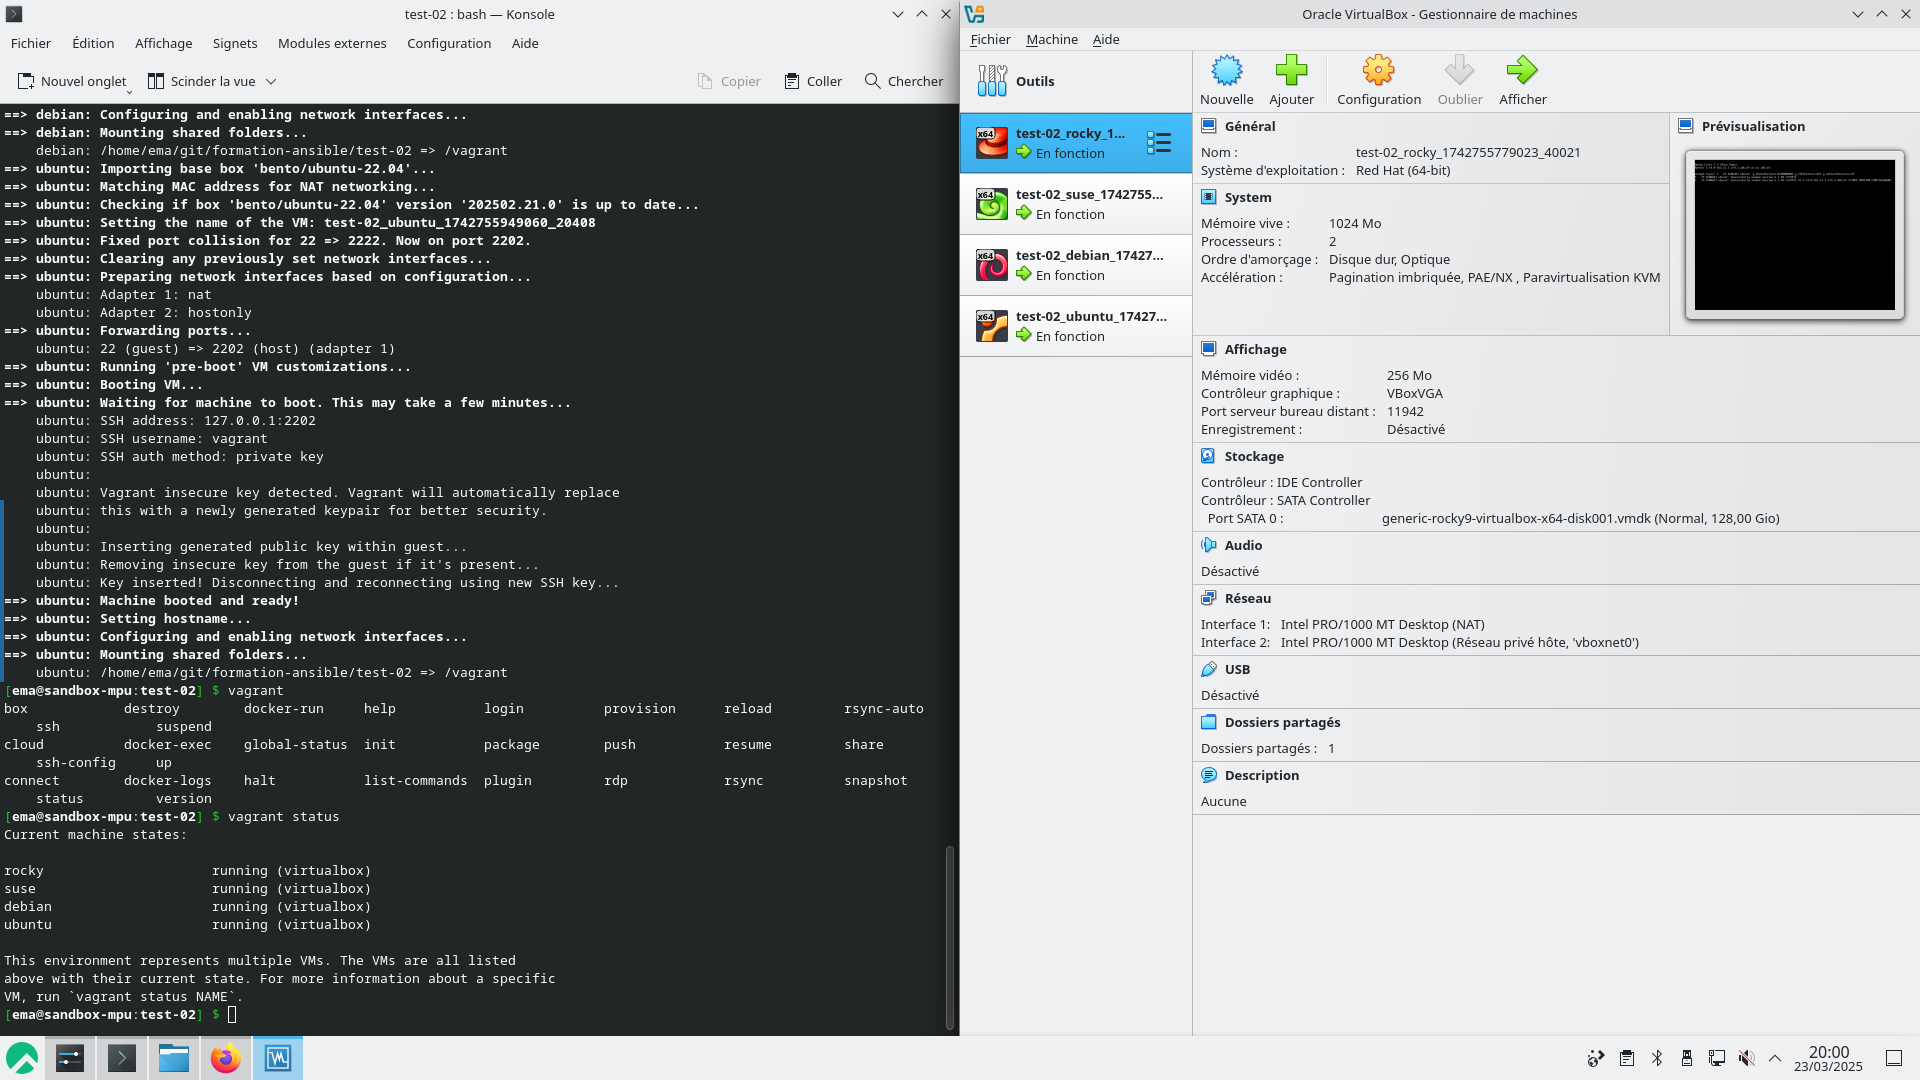 test-02 : bash — Konsole
Fichier Édition Affichage Signets Modules externes Configuration Aide
Nouvel onglet Scinder la vue Copier Coller Chercher
==> debian: Configuring and enabling network interfaces...
==> debian: Mounting shared folders...
debian: /home/ema/git/formation-ansible/test-02 => /vagrant
==> ubuntu: Importing base box 'bento/ubuntu-22.04'...
==> ubuntu: Matching MAC address for NAT networking...
==> ubuntu: Checking if box 'bento/ubuntu-22.04' version '202502.21.0' is up to date...
==> ubuntu: Setting the name of the VM: test-02_ubuntu_1742755949060_20408
==> ubuntu: Fixed port collision for 22 => 2222. Now on port 2202.
==> ubuntu: Clearing any previously set network interfaces...
==> ubuntu: Preparing network interfaces based on configuration...
ubuntu: Adapter 1: nat
ubuntu: Adapter 2: hostonly
==> ubuntu: Forwarding ports...
ubuntu: 22 (guest) => 2202 (host) (adapter 1)
==> ubuntu: Running 'pre-boot' VM customizations...
==> ubuntu: Booting VM...
==> ubuntu: Waiting for machine to boot. This may take a few minutes...
ubuntu: SSH address: 127.0.0.1:2202
ubuntu: SSH username: vagrant
ubuntu: SSH auth method: private key
ubuntu:
ubuntu: Vagrant insecure key detected. Vagrant will automatically replace
ubuntu: this with a newly generated keypair for better security.
ubuntu:
ubuntu: Inserting generated public key within guest...
ubuntu: Removing insecure key from the guest if it's present...
ubuntu: Key inserted! Disconnecting and reconnecting using new SSH key...
==> ubuntu: Machine booted and ready!
==> ubuntu: Setting hostname...
==> ubuntu: Configuring and enabling network interfaces...
==> ubuntu: Mounting shared folders...
ubuntu: /home/ema/git/formation-ansible/test-02 => /vagrant
[ema@sandbox-mpu:test-02] $ vagrant
box destroy docker-run help login provision reload rsync-auto
ssh suspend
cloud docker-exec global-status init package push resume share
ssh-config up
connect docker-logs halt list-commands plugin rdp rsync snapshot
status version
[ema@sandbox-mpu:test-02] $ vagrant status
Current machine states:
rocky running (virtualbox)
suse running (virtualbox)
debian running (virtualbox)
ubuntu running (virtualbox)
This environment represents multiple VMs. The VMs are all listed
above with their current state. For more information about a specific
VM, run `vagrant status NAME`.
[ema@sandbox-mpu:test-02] $
Oracle VirtualBox - Gestionnaire de machines
Fichier Machine Aide
Outils
Nouvelle Ajouter Configuration Oublier Afficher
x64 test-02_rocky_1...
En fonction
x64 test-02_suse_1742755...
En fonction
x64 test-02_debian_17427...
En fonction
x64 test-02_ubuntu_17427...
En fonction
Général
Nom : test-02_rocky_1742755779023_40021
Système d'exploitation : Red Hat (64-bit)
Prévisualisation
System
Mémoire vive : 1024 Mo
Processeurs : 2
Ordre d'amorçage : Disque dur, Optique
Accélération : Pagination imbriquée, PAE/NX , Paravirtualisation KVM
Affichage
Mémoire vidéo : 256 Mo
Contrôleur graphique : VBoxVGA
Port serveur bureau distant : 11942
Enregistrement : Désactivé
Stockage
Contrôleur : IDE Controller
Contrôleur : SATA Controller
Port SATA 0 : generic-rocky9-virtualbox-x64-disk001.vmdk (Normal, 128,00 Gio)
Audio
Désactivé
Réseau
Interface 1: Intel PRO/1000 MT Desktop (NAT)
Interface 2: Intel PRO/1000 MT Desktop (Réseau privé hôte, 'vboxnet0')
USB
Désactivé
Dossiers partagés
Dossiers partagés : 1
Description
Aucune
20:00
23/03/2025